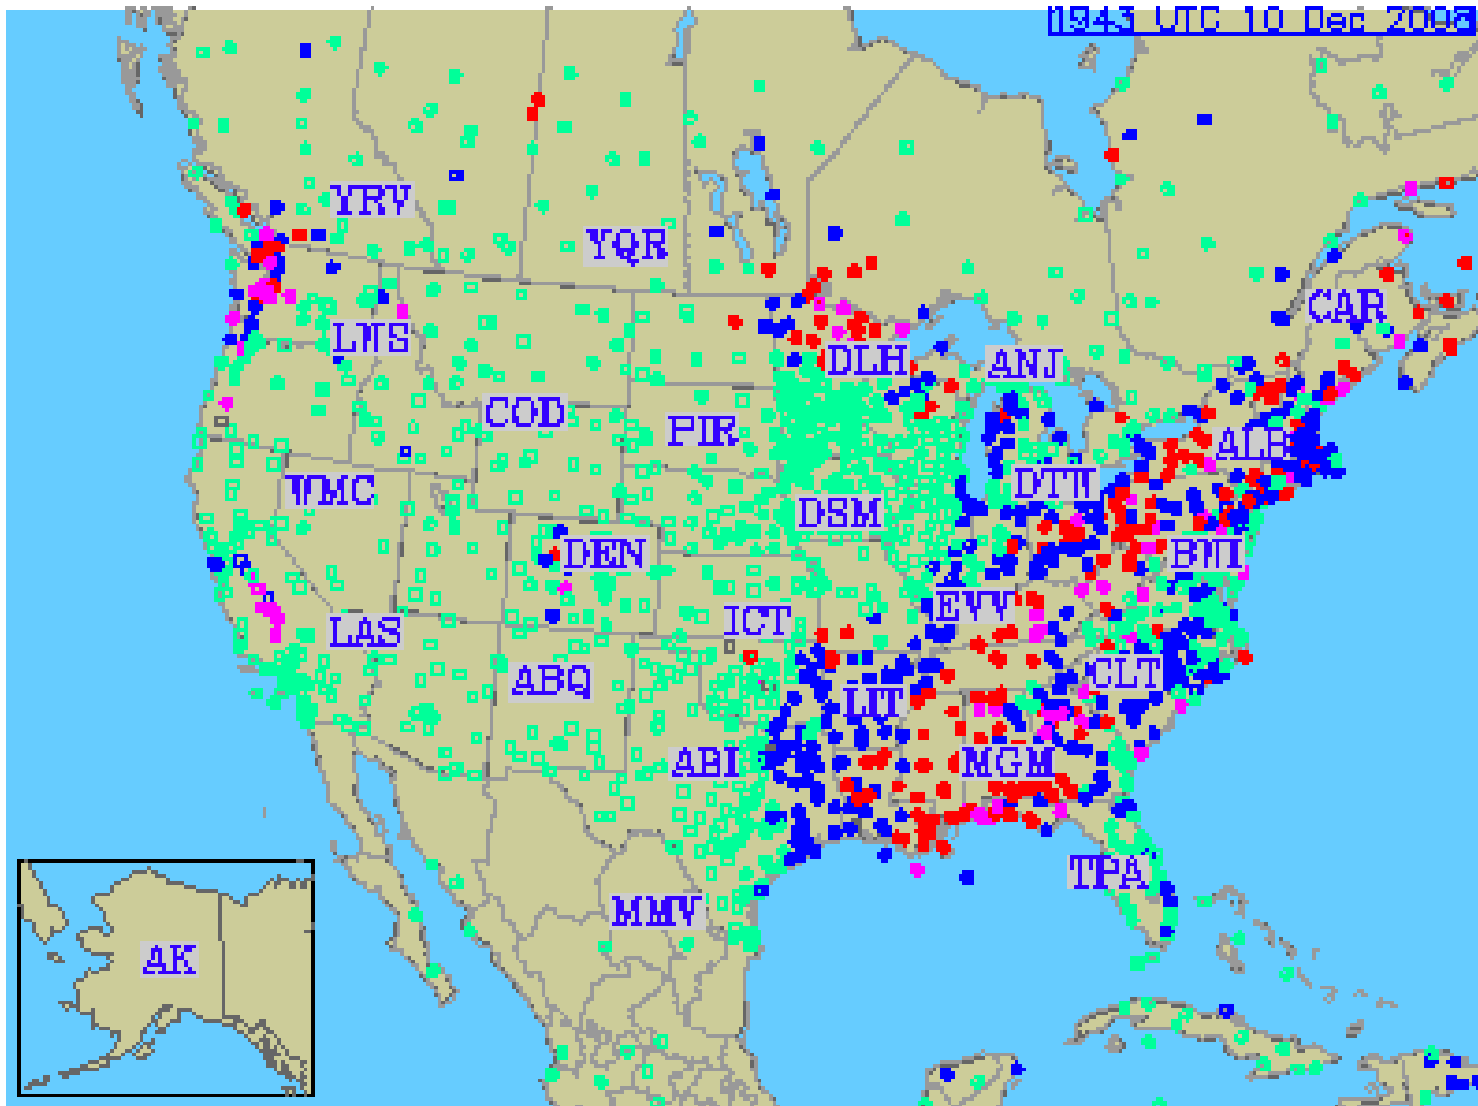 1943 UTC 10 Dec 2008
YRV
YQR
CAR
LWS
DLH
ANJ
COD
PIR
ALB
WMC
DSM
DTW
DEN
BWI
ICT
EVV
LAS
ABQ
LIT
CLT
ABI
MGM
TPA
MMV
AK